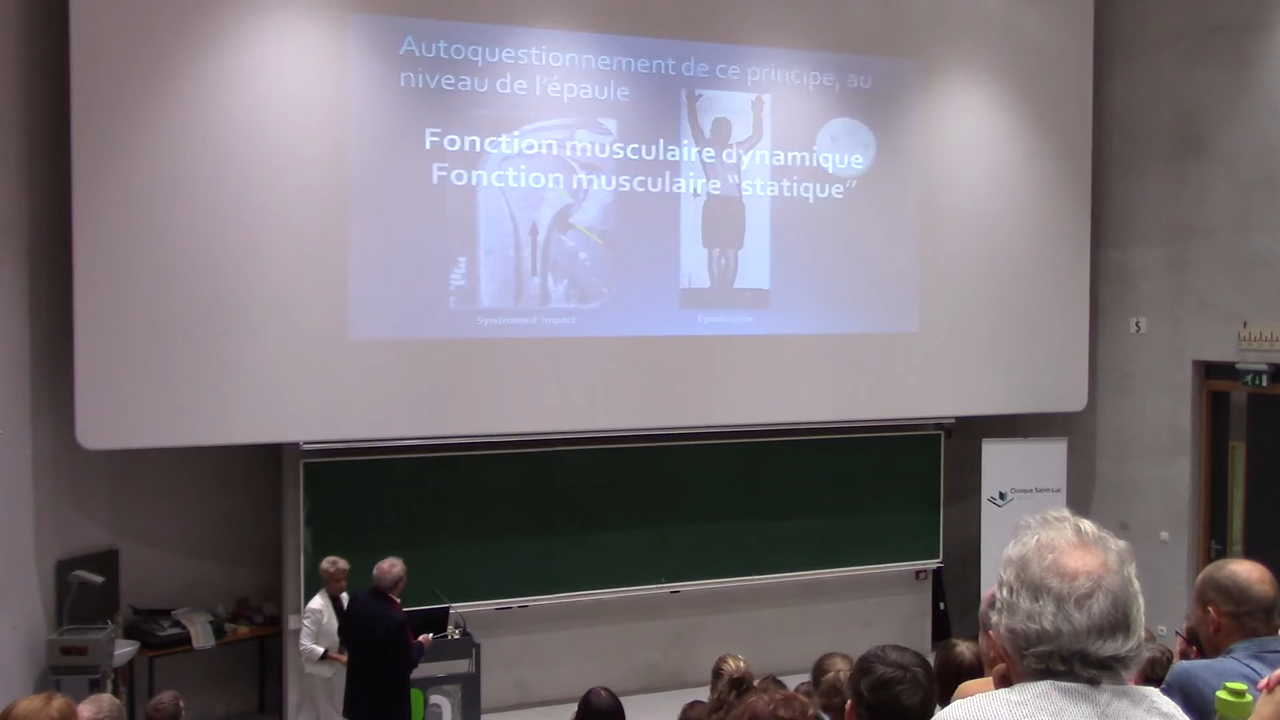 Autoquestionnement de ce principe, au
niveau de l'épaule
Fonction musculaire dynamique
Fonction musculaire "statique"
Syndrome d'impact
Clinique Saint-Luc
S